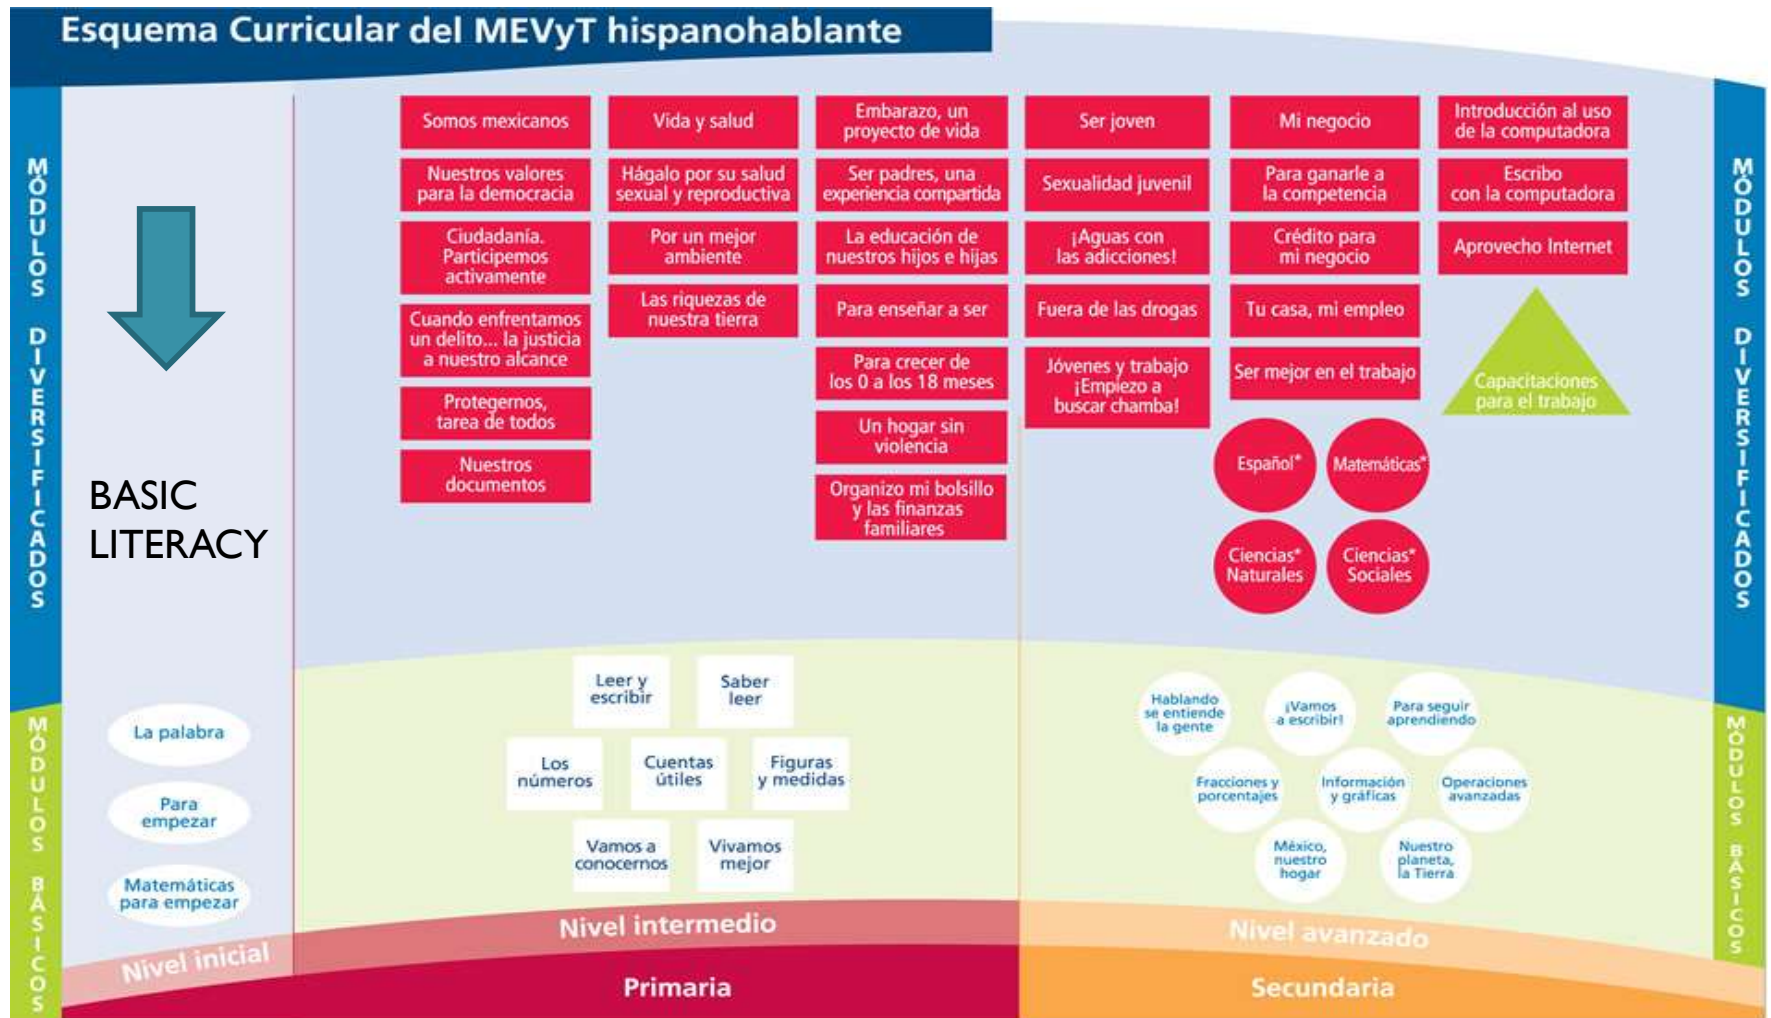 Esquema Curricular del MEVyT hispanohablante
MÓDULOS DIVERSIFICADOS
MÓDULOS BÁSICOS
BASIC
LITERACY
Somos mexicanos
Nuestros valores
para la democracia
Ciudadanía.
Participemos
activamente
Cuando enfrentamos
un delito... la justicia
a nuestro alcance
Protegernos,
tarea de todos
Nuestros
documentos
Vida y salud
Hágalo por su salud
sexual y reproductiva
Por un mejor
ambiente
Las riquezas de
nuestra tierra
Embarazo, un
proyecto de vida
Ser padres, una
experiencia compartida
La educación de
nuestros hijos e hijas
Para enseñar a ser
Para crecer de
los 0 a los 18 meses
Un hogar sin
violencia
Organizo mi bolsillo
y las finanzas
familiares
Ser joven
Sexualidad juvenil
¡Aguas con
las adicciones!
Fuera de las drogas
Jóvenes y trabajo
¡Empiezo a
buscar chamba!
Mi negocio
Para ganarle a
la competencia
Crédito para
mi negocio
Tu casa, mi empleo
Ser mejor en el trabajo
Introducción al uso
de la computadora
Escribo
con la computadora
Aprovecho Internet
Capacitaciones
para el trabajo
Español*
Matemáticas*
Ciencias*
Naturales
Ciencias*
Sociales
La palabra
Para
empezar
Matemáticas
para empezar
Leer y
escribir
Saber
leer
Los
números
Cuentas
útiles
Figuras
y medidas
Vamos a
conocernos
Vivamos
mejor
Hablando
se entiende
la gente
¡Vamos
a escribir!
Para seguir
aprendiendo
Fracciones y
porcentajes
Información
y gráficas
Operaciones
avanzadas
México,
nuestro
hogar
Nuestro
planeta,
la Tierra
Nivel inicial
Nivel intermedio
Nivel avanzado
Primaria
Secundaria
MÓDULOS DIVERSIFICADOS
MÓDULOS BÁSICOS